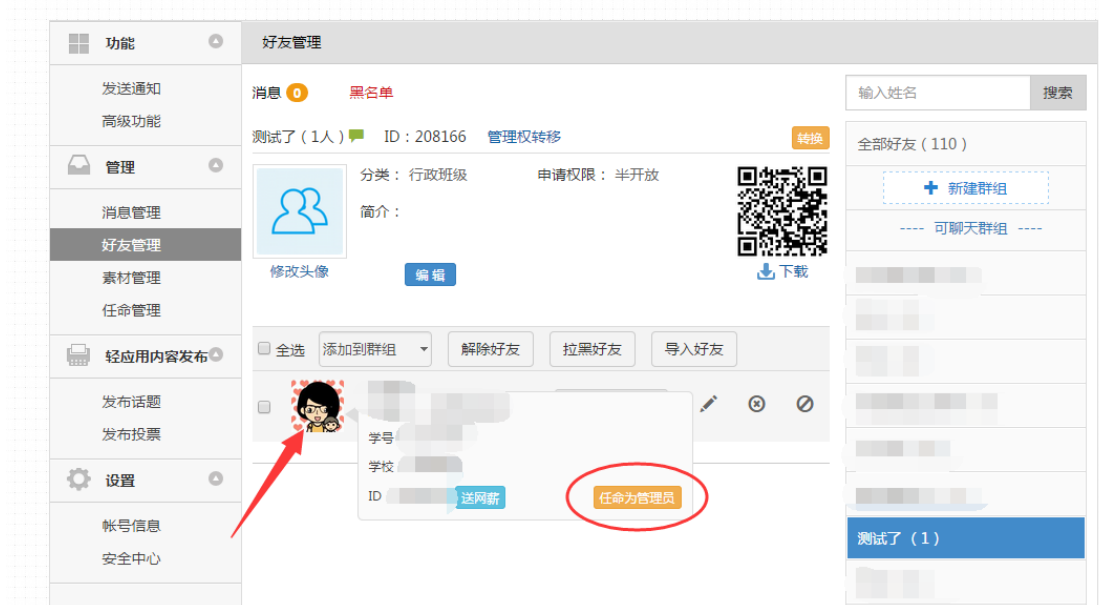 功能
发送通知
高级功能
管理
消息管理
好友管理
素材管理
任命管理
轻应用内容发布
发布话题
发布投票
设置
帐号信息
安全中心
好友管理
消息 0 黑名单
测试了(1人) ID:208166 管理权转移 转换
分类: 行政班级 申请权限: 半开放
简介:
修改头像 编辑 下载
全选 添加到群组 解除好友 拉黑好友 导入好友
学号
学校
ID 送网薪 任命为管理员
输入姓名 搜索
全部好友(110)
新建群组
---- 可聊天群组 ----
测试了(1)